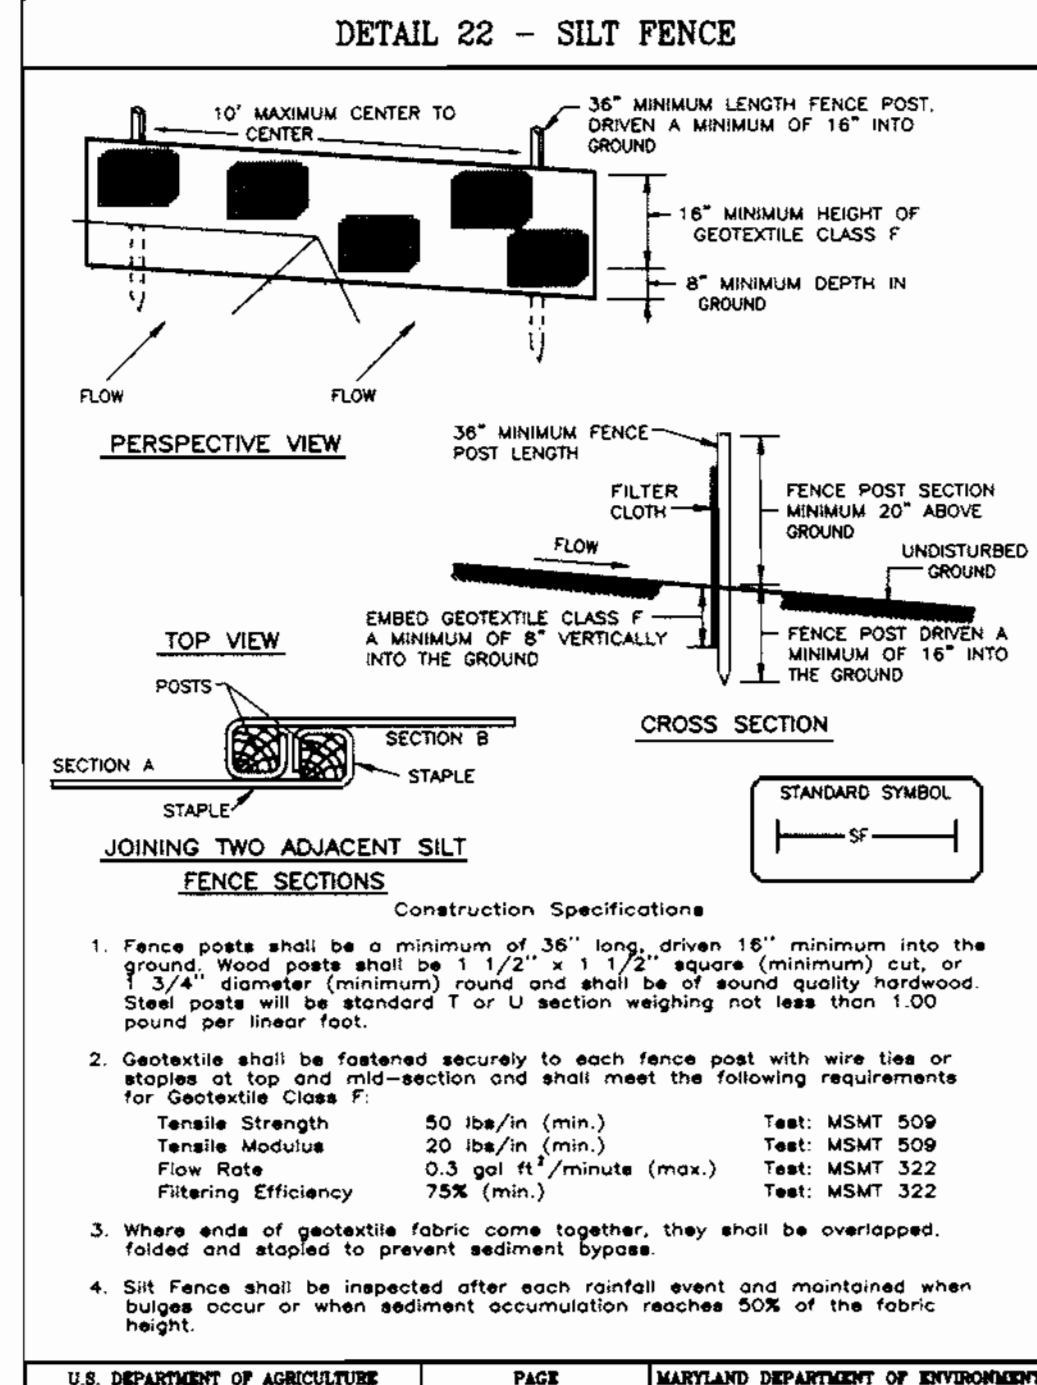 DETAIL 22 - SILT FENCE
10' MAXIMUM CENTER TO
CENTER
36" MINIMUM LENGTH FENCE POST,
DRIVEN A MINIMUM OF 16" INTO
GROUND
16" MINIMUM HEIGHT OF
GEOTEXTILE CLASS F
8" MINIMUM DEPTH IN
GROUND
FLOW
FLOW
PERSPECTIVE VIEW
36" MINIMUM FENCE
POST LENGTH
FILTER
CLOTH
FENCE POST SECTION
MINIMUM 20" ABOVE
GROUND
FLOW
UNDISTURBED
GROUND
EMBED GEOTEXTILE CLASS F
A MINIMUM OF 8" VERTICALLY
INTO THE GROUND
FENCE POST DRIVEN A
MINIMUM OF 16" INTO
THE GROUND
CROSS SECTION
TOP VIEW
POSTS
SECTION B
SECTION A
STAPLE
STAPLE
JOINING TWO ADJACENT SILT
FENCE SECTIONS
STANDARD SYMBOL
SF
Construction Specifications
1. Fence posts shall be a minimum of 36" long, driven 16" minimum into the
ground. Wood posts shall be 1 1/2" x 1 1/2" square (minimum) cut, or
1 3/4" diameter (minimum) round and shall be of sound quality hardwood.
Steel posts will be standard T or U section weighing not less than 1.00
pound per linear foot.
2. Geotextile shall be fastened securely to each fence post with wire ties or
staples at top and mid-section and shall meet the following requirements
for Geotextile Class F:
Tensile Strength 50 lbs/in (min.) Test: MSMT 509
Tensile Modulus 20 lbs/in (min.) Test: MSMT 509
Flow Rate 0.3 gal ft²/minute (max.) Test: MSMT 322
Filtering Efficiency 75% (min.) Test: MSMT 322
3. Where ends of geotextile fabric come together, they shall be overlapped,
folded and stapled to prevent sediment bypass.
4. Silt Fence shall be inspected after each rainfall event and maintained when
bulges occur or when sediment accumulation reaches 50% of the fabric
height.
U.S. DEPARTMENT OF AGRICULTURE PAGE MARYLAND DEPARTMENT OF ENVIRONMENT